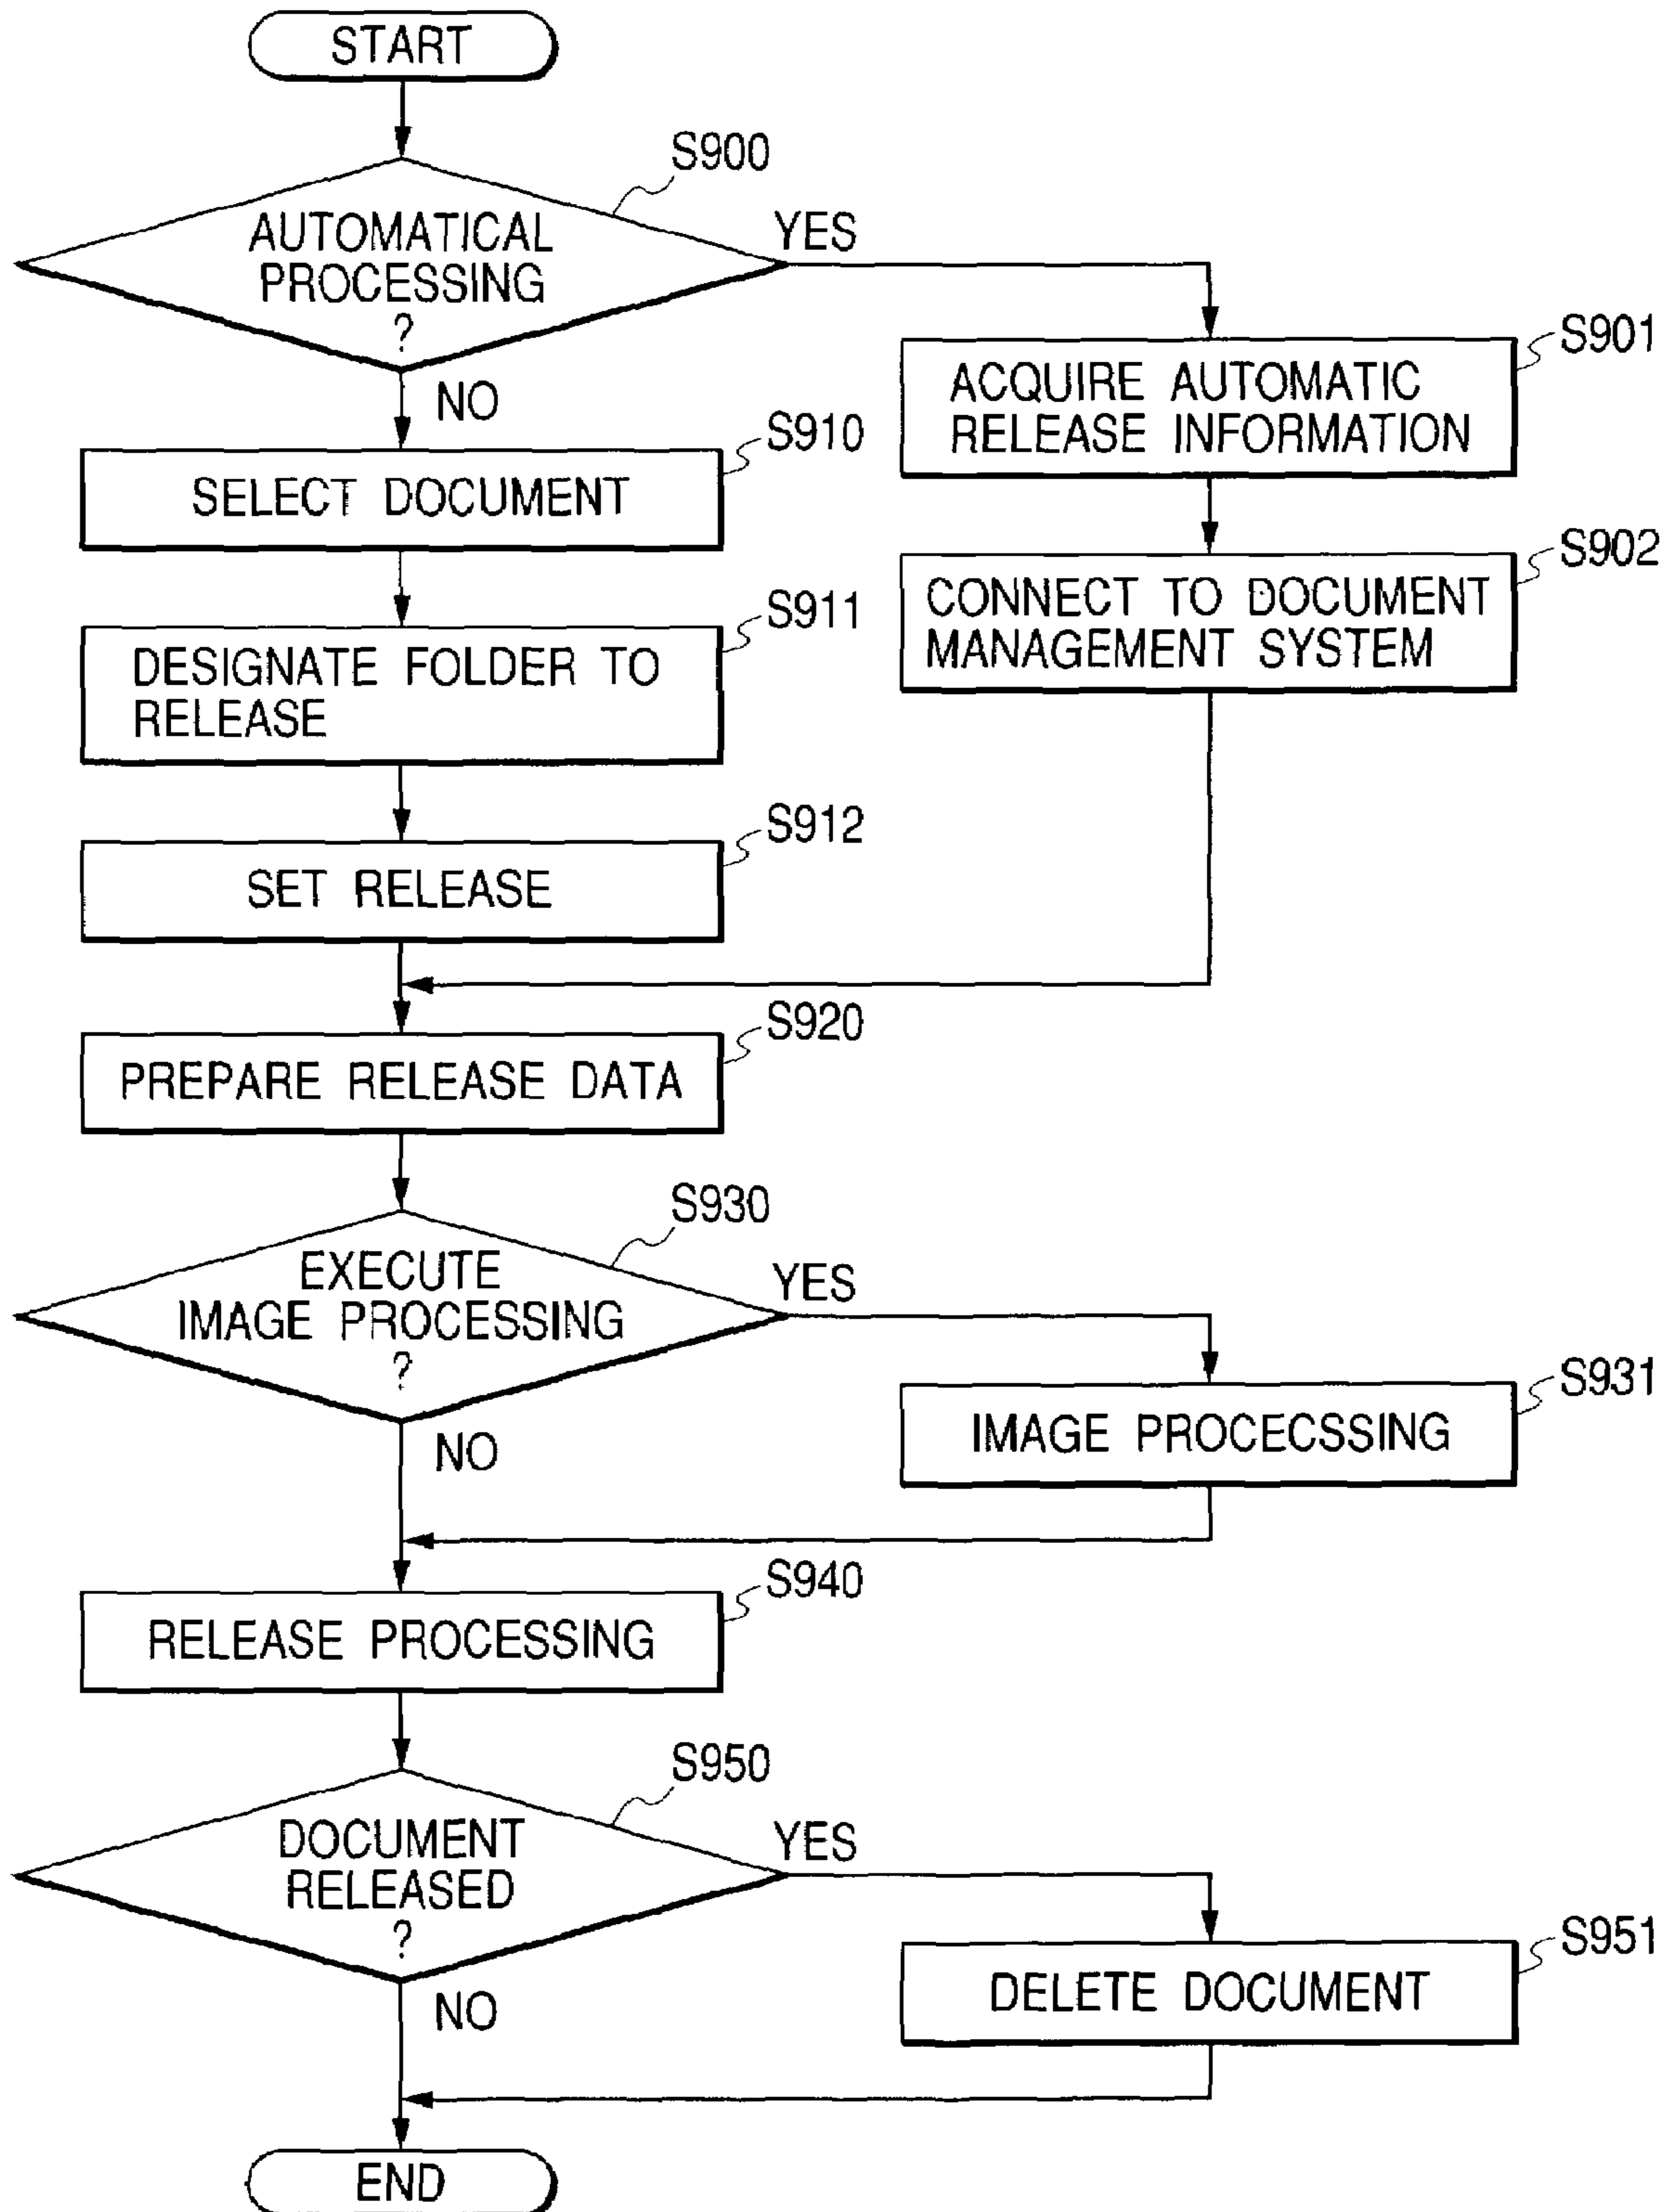 START
S900
AUTOMATICAL
PROCESSING
?
YES
NO
S901
ACQUIRE AUTOMATIC
RELEASE INFORMATION
S910
SELECT DOCUMENT
S902
CONNECT TO DOCUMENT
MANAGEMENT SYSTEM
S911
DESIGNATE FOLDER TO
RELEASE
S912
SET RELEASE
S920
PREPARE RELEASE DATA
S930
EXECUTE
IMAGE PROCESSING
?
YES
NO
S931
IMAGE PROCECSSING
S940
RELEASE PROCESSING
S950
DOCUMENT
RELEASED
?
YES
NO
S951
DELETE DOCUMENT
END